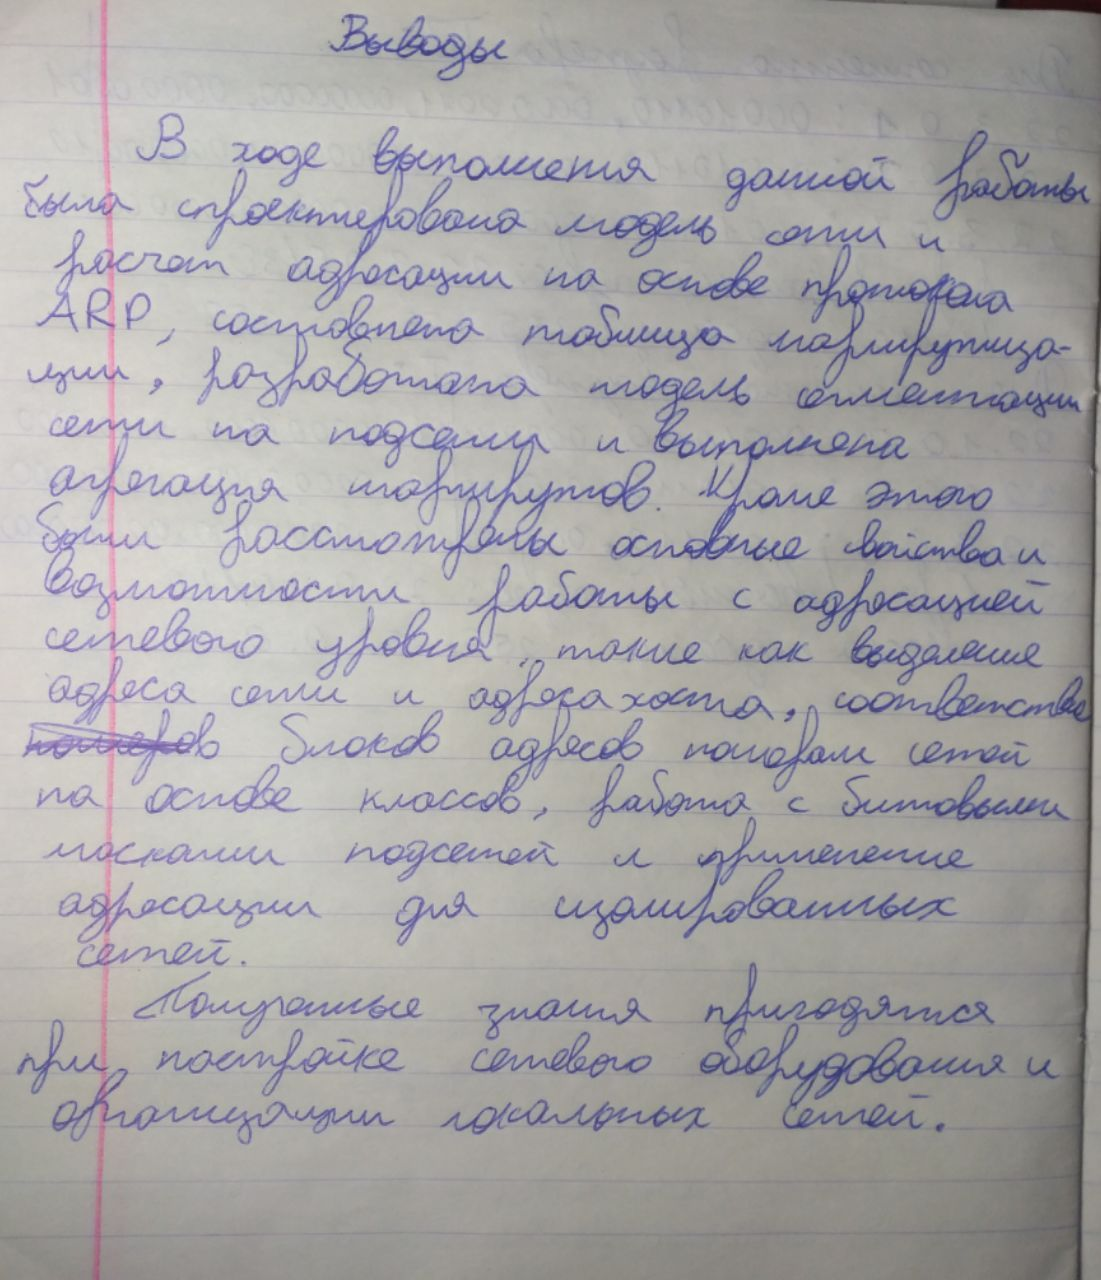 Выводы
В ходе выполнения данной работы
была спроектирована модель сети и
расчёт адресации на основе протокола
ARP, составлена таблица маршрутиза-
ции, разработана модель сегментации
сети на подсети и выполнена
агрегация маршрутов. Кроме этого
были рассмотрены основные свойства и
возможности работы с адресацией
сетевого уровня, такие как выделение
адреса сети и адреса хоста, соответствие
блоков адресов номерам сетей
на основе классов, работа с битовыми
масками подсетей и применение
адресации для изолированных
сетей.
Полученные знания пригодятся
при настройке сетевого оборудования и
организации локальных сетей.